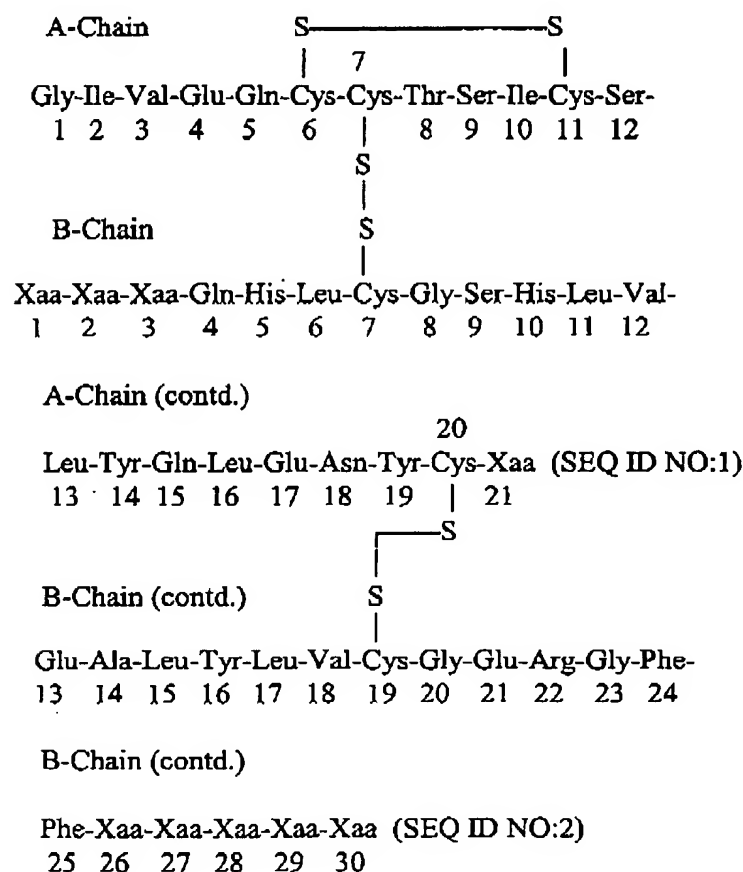 A-Chain S S
7
Gly-Ile-Val-Glu-Gln-Cys-Cys-Thr-Ser-Ile-Cys-Ser-
1 2 3 4 5 6 8 9 10 11 12
S
S
B-Chain
Xaa-Xaa-Xaa-Gln-His-Leu-Cys-Gly-Ser-His-Leu-Val-
1 2 3 4 5 6 7 8 9 10 11 12
A-Chain (contd.)
20
Leu-Tyr-Gln-Leu-Glu-Asn-Tyr-Cys-Xaa (SEQ ID NO:1)
13 14 15 16 17 18 19 21
S
S
B-Chain (contd.)
Glu-Ala-Leu-Tyr-Leu-Val-Cys-Gly-Glu-Arg-Gly-Phe-
13 14 15 16 17 18 19 20 21 22 23 24
B-Chain (contd.)
Phe-Xaa-Xaa-Xaa-Xaa-Xaa (SEQ ID NO:2)
25 26 27 28 29 30